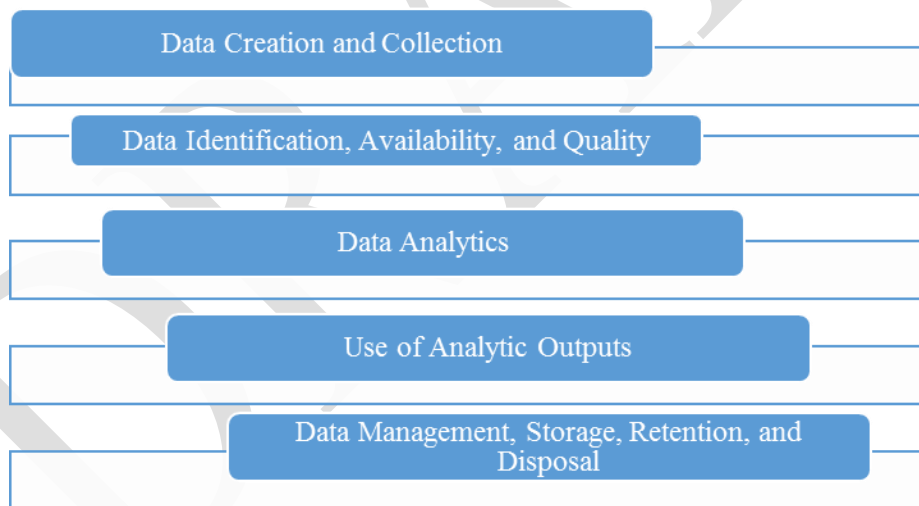 Data Creation and Collection
Data Identification, Availability, and Quality
Data Analytics
Use of Analytic Outputs
Data Management, Storage, Retention, and
Disposal